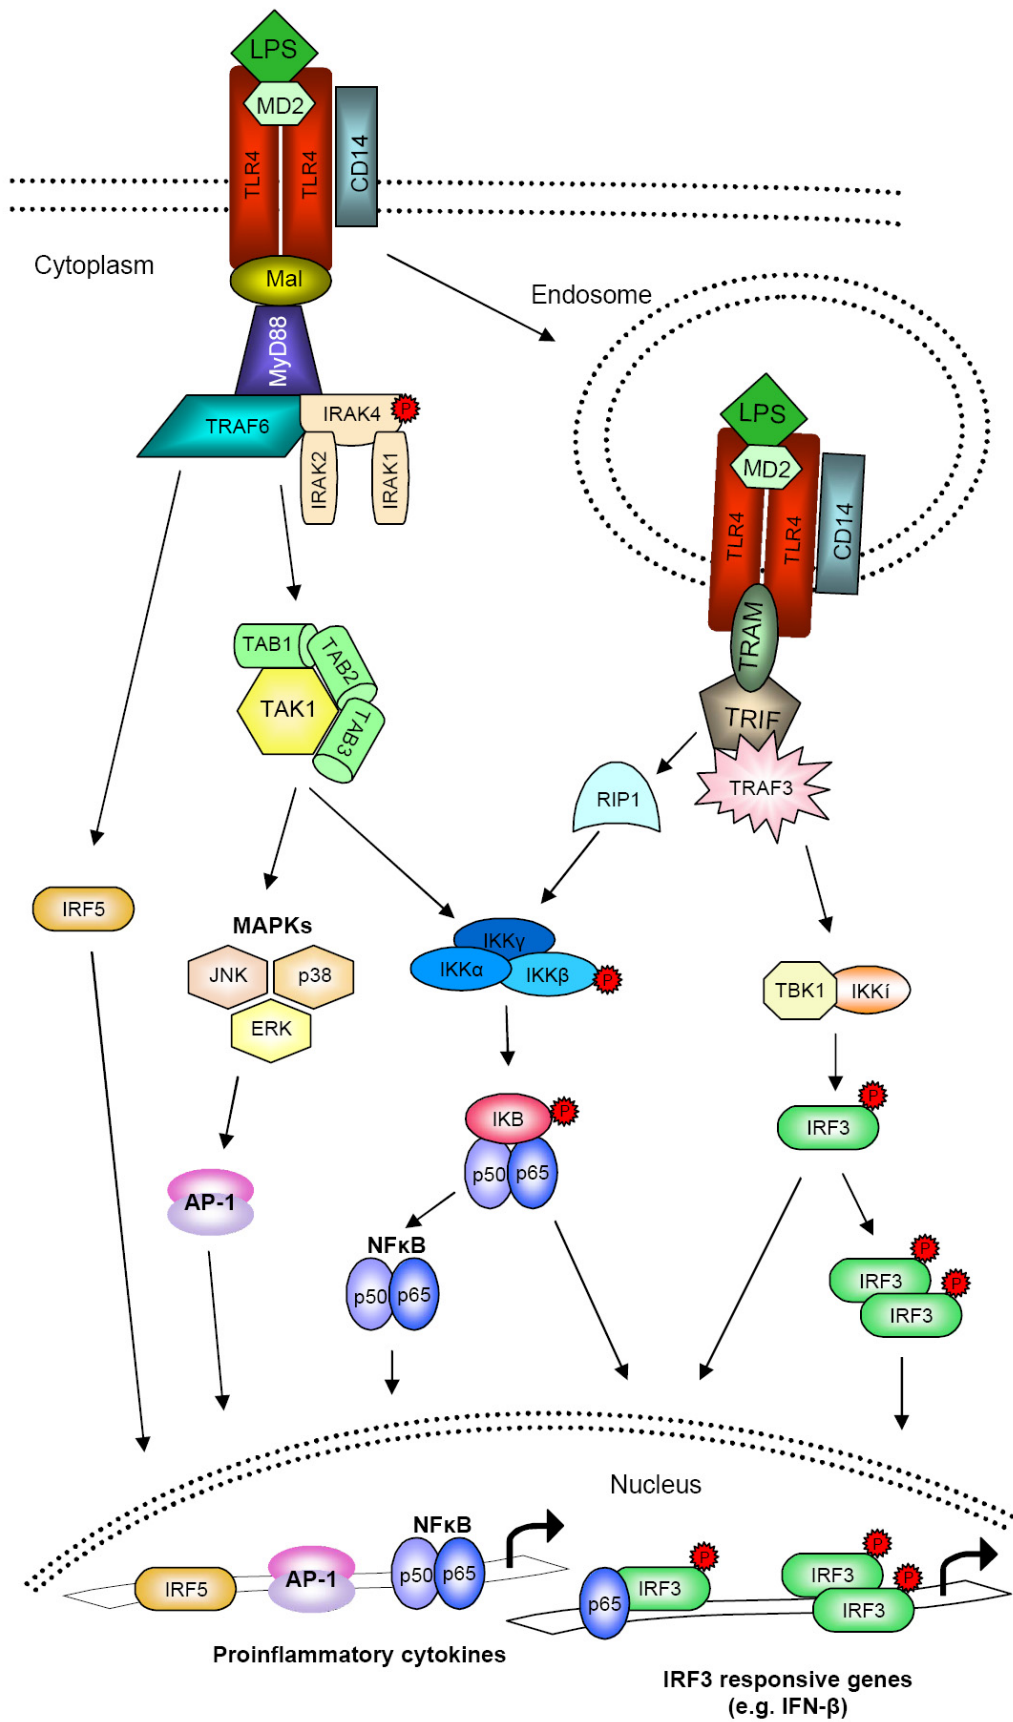 LPS
MD2
TLR4
TLR4
CD14
Cytoplasm
Mal
Endosome
MyD88
TRAF6
IRAK4
P
IRAK2
IRAK1
LPS
MD2
TLR4
TLR4
CD14
TRAM
TRIF
TRAF3
TAB1
TAB2
TAK1
TAB3
RIP1
IRF5
MAPKs
JNK
p38
ERK
IKKγ
IKKα
IKKβ
P
TBK1
IKKí
IKB
P
p50
p65
IRF3
P
AP-1
NFκB
p50
p65
IRF3
P
IRF3
P
Nucleus
NFκB
IRF5
AP-1
p50
p65
p65
IRF3
P
IRF3
P
IRF3
P
Proinflammatory cytokines
IRF3 responsive genes
(e.g. IFN-β)